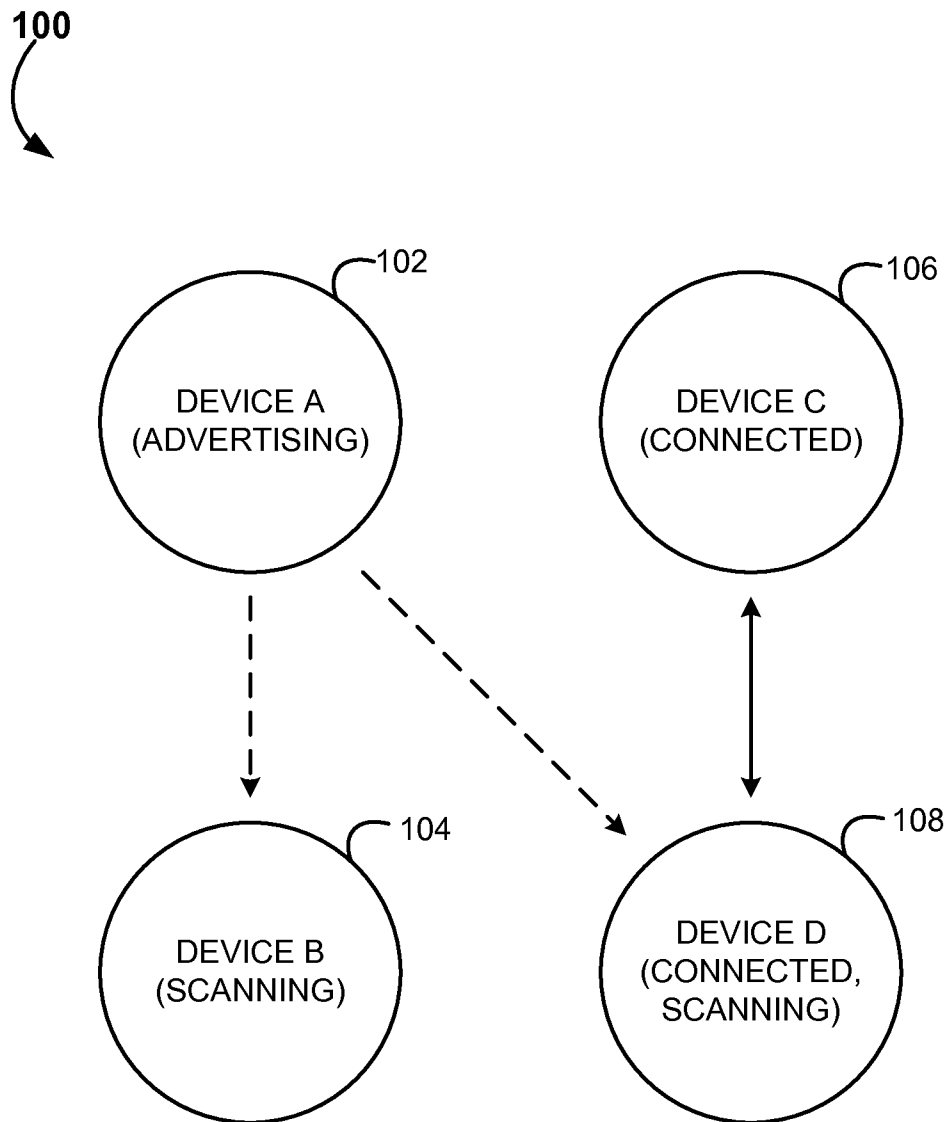 100
102
106
DEVICE A
(ADVERTISING)
DEVICE C
(CONNECTED)
104
108
DEVICE B
(SCANNING)
DEVICE D
(CONNECTED,
SCANNING)